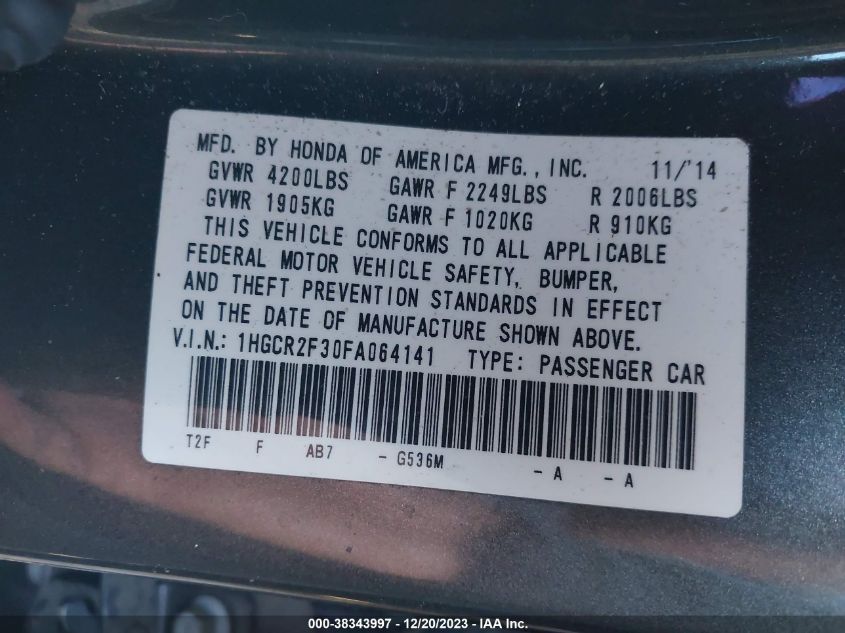 MFD. BY HONDA OF AMERICA MFG., INC. 11/'14
GVWR 4200LBS GAWR F 2249LBS R 2006LBS
GVWR 1905KG GAWR F 1020KG R 910KG
THIS VEHICLE CONFORMS TO ALL APPLICABLE
FEDERAL MOTOR VEHICLE SAFETY, BUMPER,
AND THEFT PREVENTION STANDARDS IN EFFECT
ON THE DATE OF MANUFACTURE SHOWN ABOVE.
V.I.N.: 1HGCR2F30FA064141 TYPE: PASSENGER CAR
T2F F AB7 - G536M - A - A
000-38343997 - 12/20/2023 - IAA Inc.